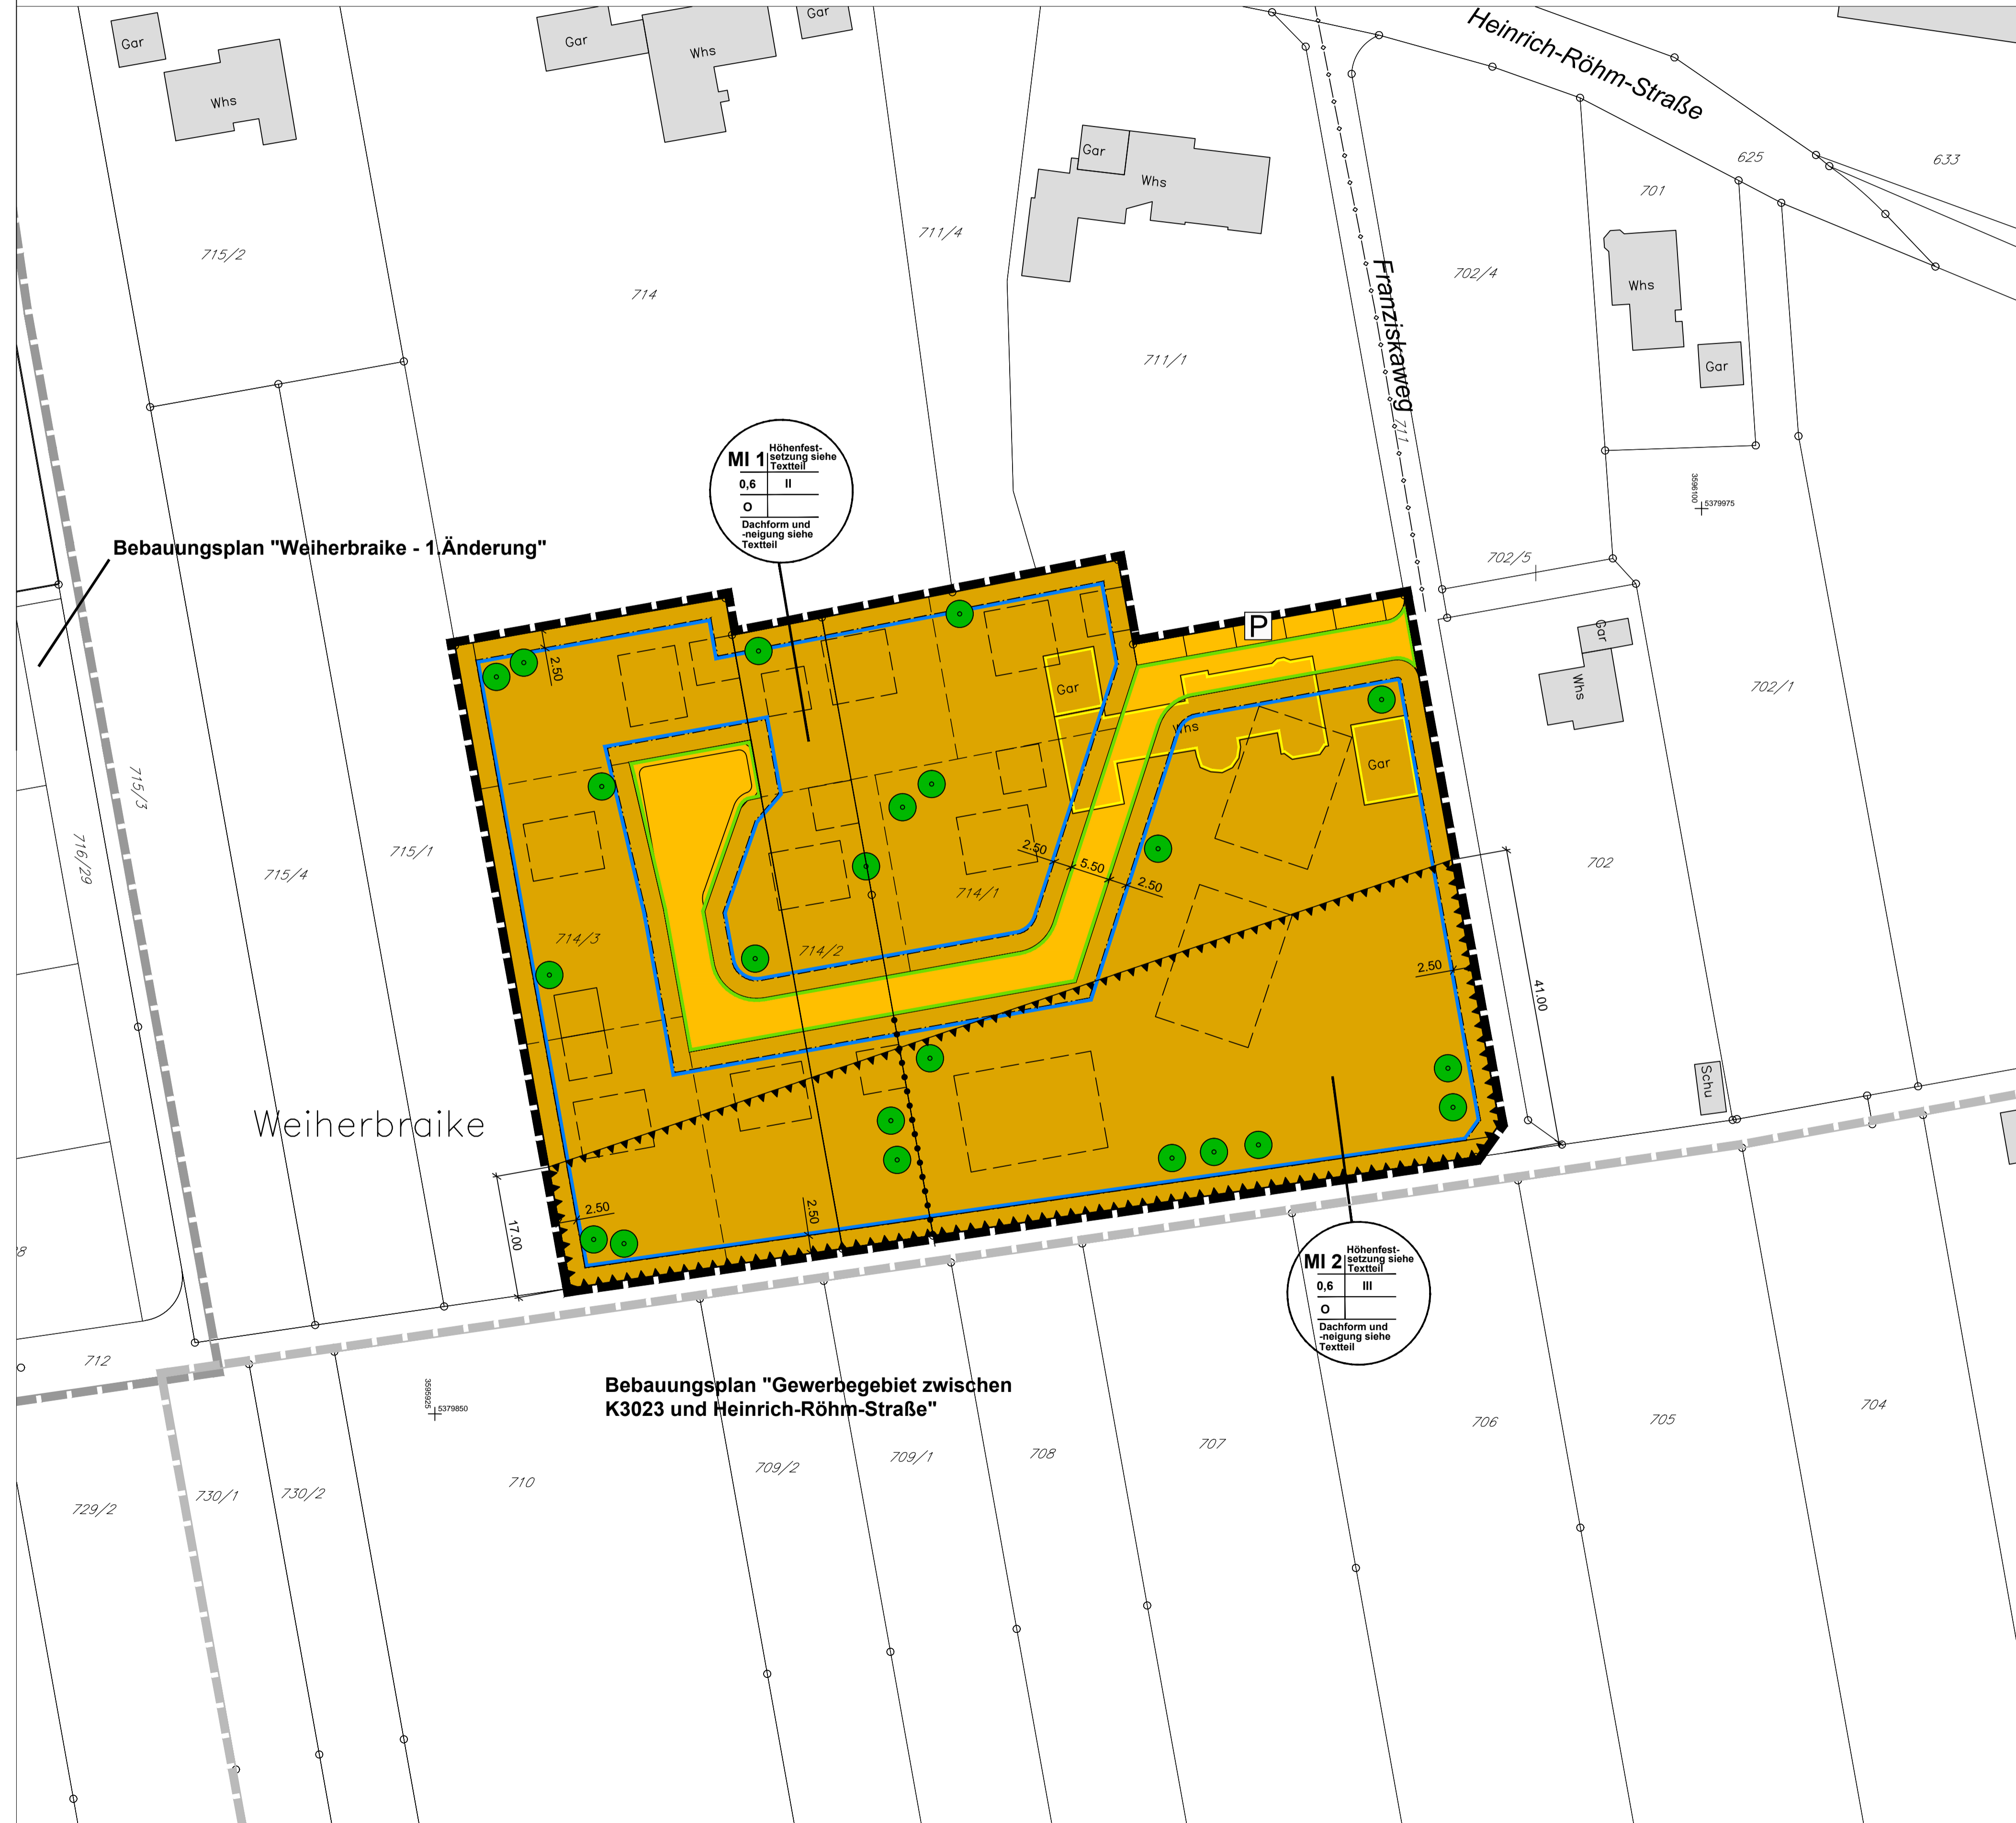 Gar
Whs
Gar
Whs
Gar
Heinrich-Röhm-Straße
Gar
Whs
625
633
701
715/2
714
711/4
711/1
702/4
Whs
Gar
Franziskaweg
711
MI 1
Höhenfest-
setzung siehe
Textteil
0,6
II
O
Dachform und
-neigung siehe
Textteil
3596100
5379975
Bebauungsplan "Weiherbraike - 1.Änderung"
702/5
P
Gar
Whs
702/1
2.50
Gar
Whs
Gar
715/3
716/29
715/4
715/1
2.50
5.50
2.50
714/1
702
714/3
714/2
2.50
41.00
Weiherbraike
Schu
2.50
2.50
17.00
8
MI 2
Höhenfest-
setzung siehe
Textteil
0,6
III
O
Dachform und
-neigung siehe
Textteil
712
3595925
5379850
Bebauungsplan "Gewerbegebiet zwischen
K3023 und Heinrich-Röhm-Straße"
729/2
730/1
730/2
710
709/2
709/1
708
707
706
705
704